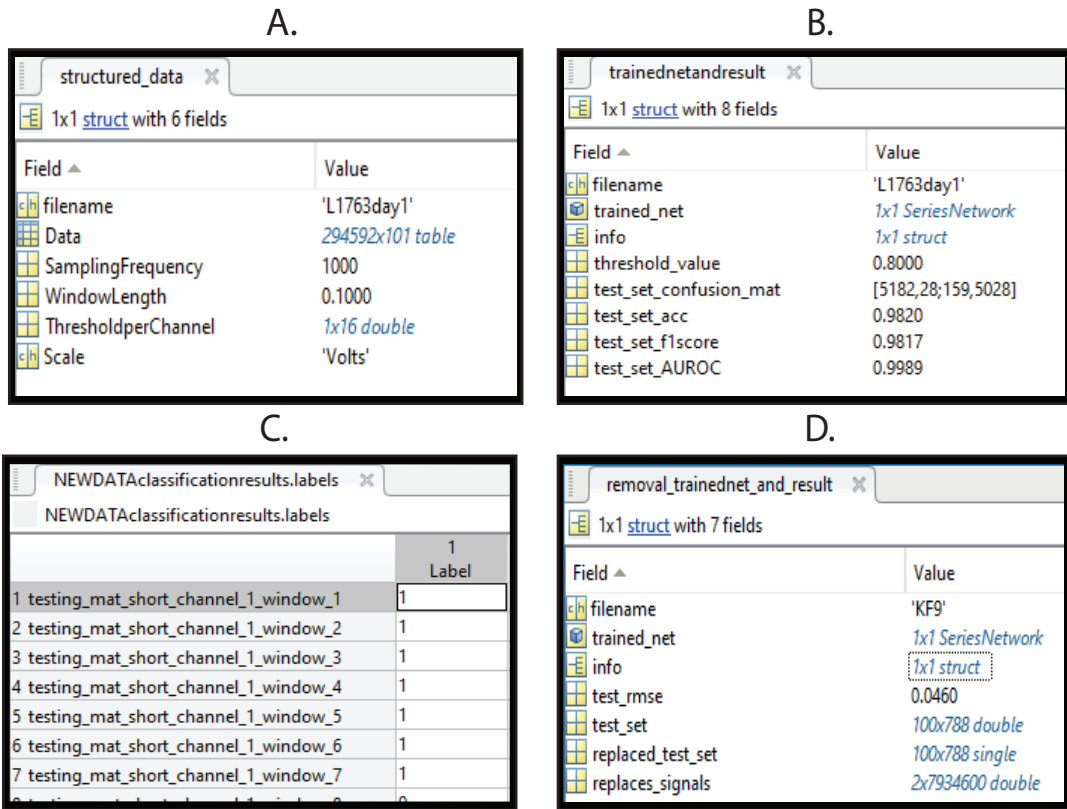 A.
structured_data
1x1 struct with 6 fields
Field Value
ch filename 'L1763day1'
Data 294592x101 table
SamplingFrequency 1000
WindowLength 0.1000
ThresholdperChannel 1x16 double
ch Scale 'Volts'
B.
trainednetandresult
1x1 struct with 8 fields
Field Value
ch filename 'L1763day1'
trained_net 1x1 SeriesNetwork
info 1x1 struct
threshold_value 0.8000
test_set_confusion_mat [5182,28;159,5028]
test_set_acc 0.9820
test_set_f1score 0.9817
test_set_AUROC 0.9989
C.
NEWDATAclassificationresults.labels
NEWDATAclassificationresults.labels
1
Label
1 testing_mat_short_channel_1_window_1 1
2 testing_mat_short_channel_1_window_2 1
3 testing_mat_short_channel_1_window_3 1
4 testing_mat_short_channel_1_window_4 1
5 testing_mat_short_channel_1_window_5 1
6 testing_mat_short_channel_1_window_6 1
7 testing_mat_short_channel_1_window_7 1
D.
removal_trainednet_and_result
1x1 struct with 7 fields
Field Value
ch filename 'KF9'
trained_net 1x1 SeriesNetwork
info 1x1 struct
test_rmse 0.0460
test_set 100x788 double
replaced_test_set 100x788 single
replaces_signals 2x7934600 double